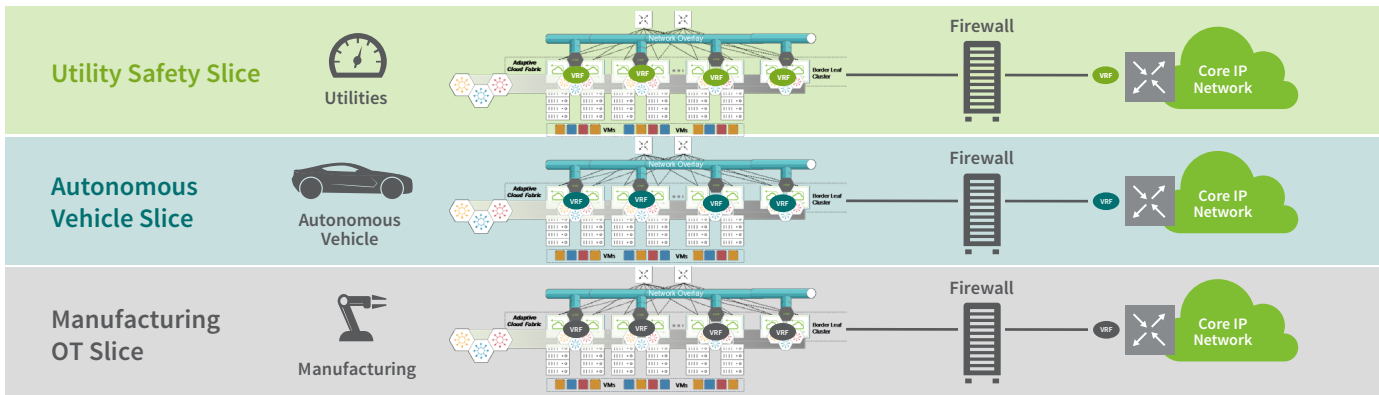 Utility Safety Slice
Utilities
Network Overlay
Adaptive
Cloud Fabric
VRF
VRF
VRF
VRF
Border Leaf
Cluster
VMs
VMs
Firewall
VRF
Core IP
Network
Autonomous
Vehicle Slice
Autonomous
Vehicle
Network Overlay
Adaptive
Cloud Fabric
VRF
VRF
VRF
VRF
Border Leaf
Cluster
VMs
VMs
Firewall
VRF
Core IP
Network
Manufacturing
OT Slice
Manufacturing
Network Overlay
Adaptive
Cloud Fabric
VRF
VRF
VRF
VRF
Border Leaf
Cluster
VMs
VMs
Firewall
VRF
Core IP
Network